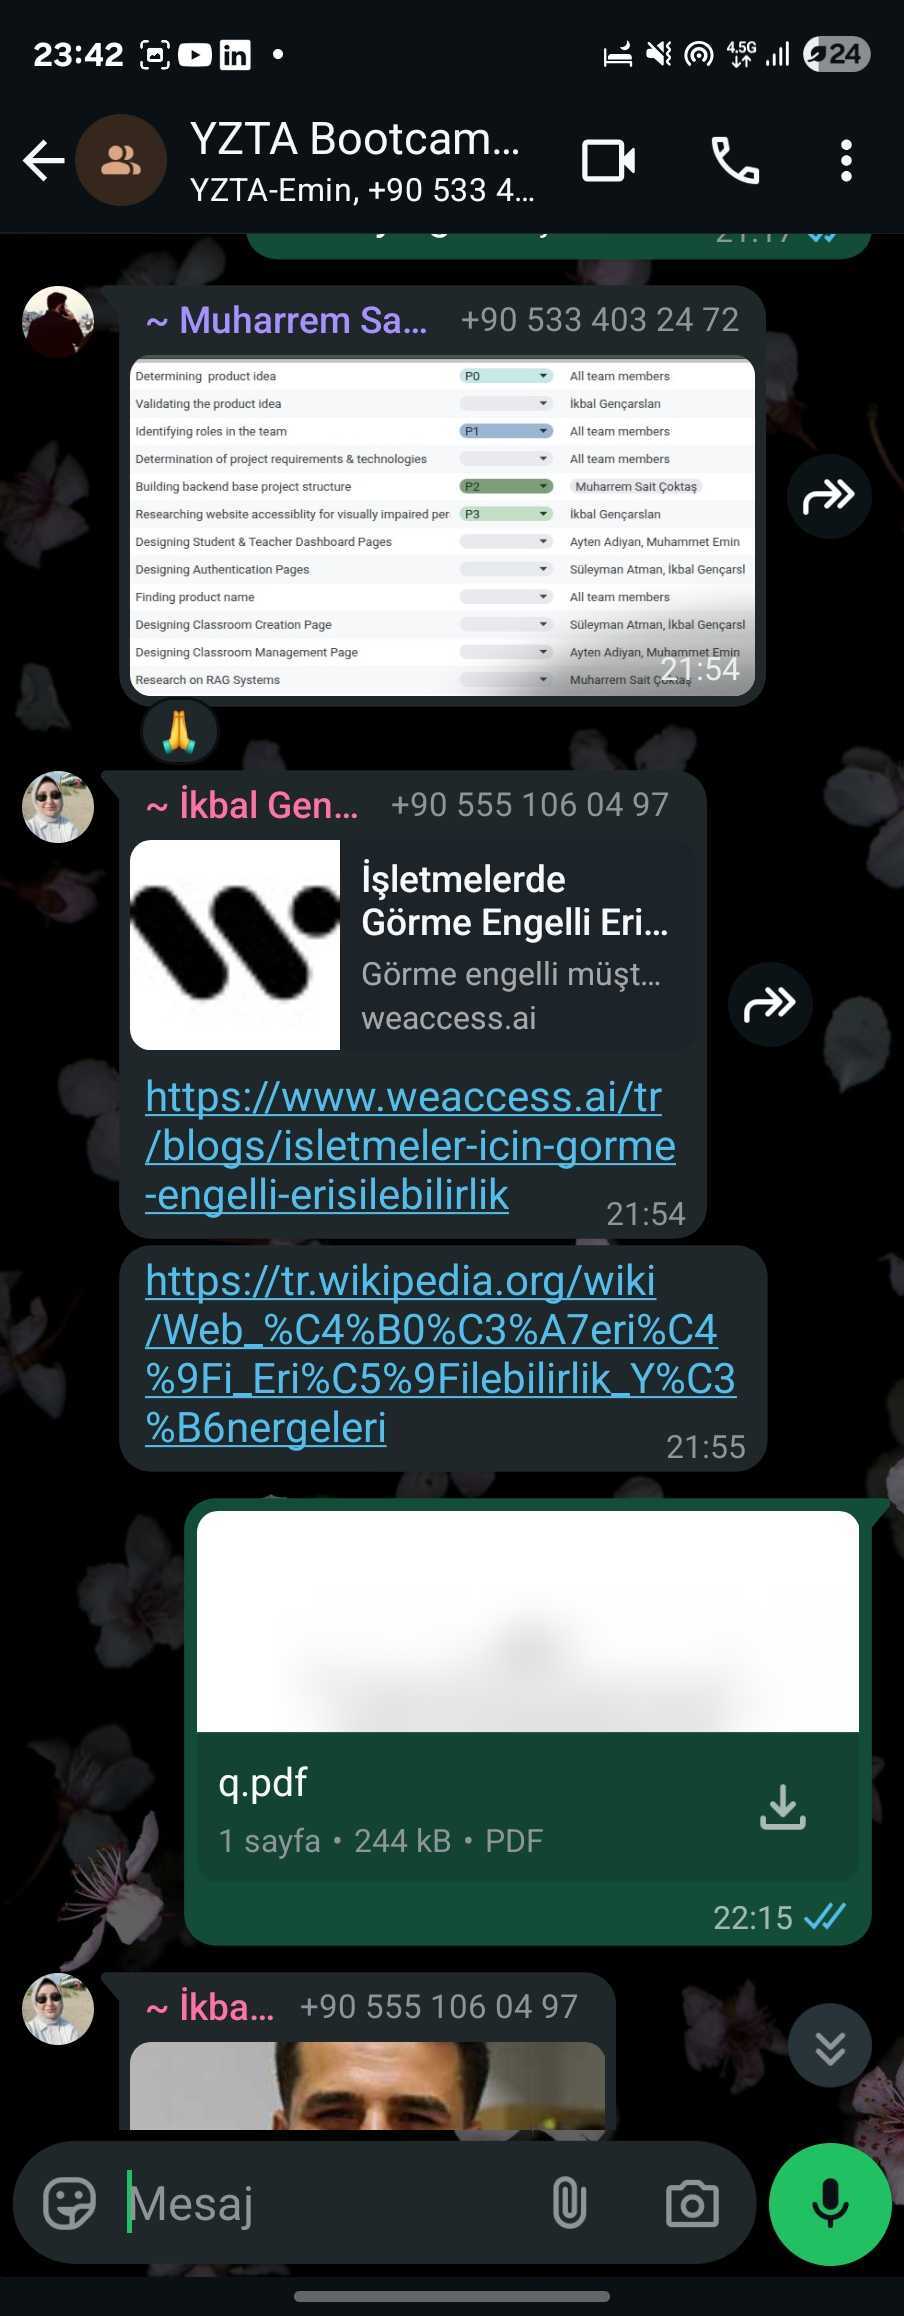 23:42
4.5G
24
YZTA Bootcam...
YZTA-Emin, +90 533 4...
21:17
~ Muharrem Sa... +90 533 403 24 72
Determining product idea P0 All team members
Validating the product idea İkbal Gençarslan
Identifying roles in the team P1 All team members
Determination of project requirements & technologies All team members
Building backend base project structure P2 Muharrem Sait Çoktaş
Researching website accessiblity for visually impaired per P3 İkbal Gençarslan
Designing Student & Teacher Dashboard Pages Ayten Adiyan, Muhammet Emin
Designing Authentication Pages Süleyman Atman, İkbal Gençarsl
Finding product name All team members
Designing Classroom Creation Page Süleyman Atman, İkbal Gençarsl
Designing Classroom Management Page Ayten Adiyan, Muhammet Emin
Research on RAG Systems Muharrem Sait Çoktaş
21:54
~ İkbal Gen... +90 555 106 04 97
İşletmelerde
Görme Engelli Eri...
Görme engelli müşt...
weaccess.ai
https://www.weaccess.ai/tr
/blogs/isletmeler-icin-gorme
-engelli-erisilebilirlik
21:54
https://tr.wikipedia.org/wiki
/Web_%C4%B0%C3%A7eri%C4
%9Fi_Eri%C5%9Filebilirlik_Y%C3
%B6nergeleri
21:55
q.pdf
1 sayfa • 244 kB • PDF
22:15
~ İkba... +90 555 106 04 97
Mesaj